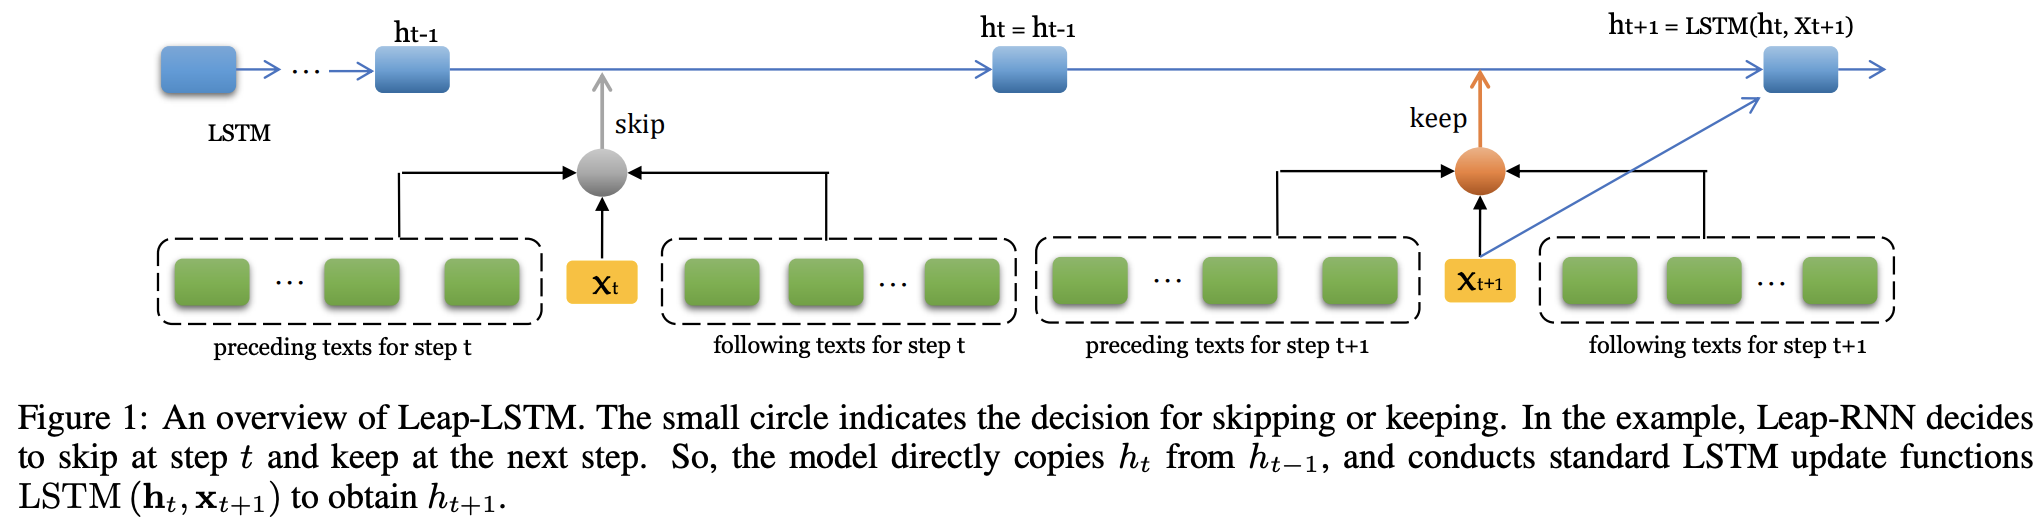 ht-1
ht = ht-1
ht+1 = LSTM(ht, Xt+1)
...
LSTM
skip
keep
... Xt ... ... Xt+1 ...
preceding texts for step t
following texts for step t
preceding texts for step t+1
following texts for step t+1
Figure 1: An overview of Leap-LSTM. The small circle indicates the decision for skipping or keeping. In the example, Leap-RNN decides
to skip at step t and keep at the next step. So, the model directly copies h_t from h_{t−1}, and conducts standard LSTM update functions
LSTM (h_t, x_{t+1}) to obtain h_{t+1}.